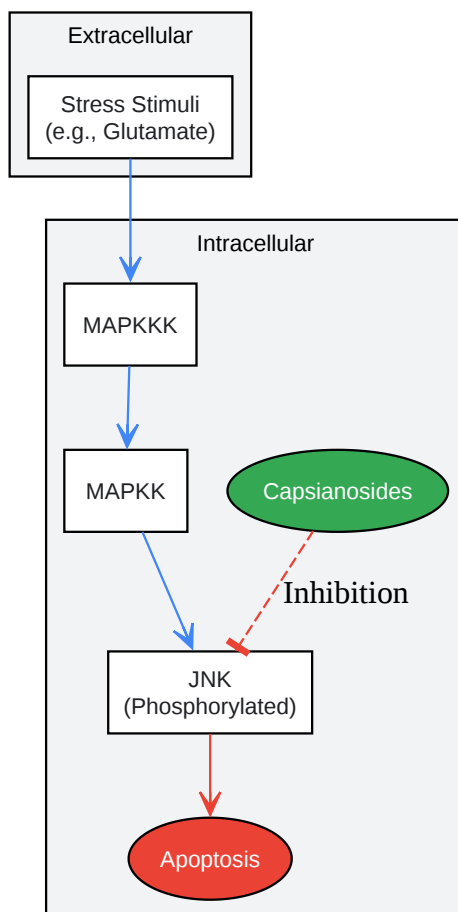 Extracellular
Stress Stimuli
(e.g., Glutamate)
Intracellular
MAPKKK
MAPKK
Capsianosides
Inhibition
JNK
(Phosphorylated)
Apoptosis